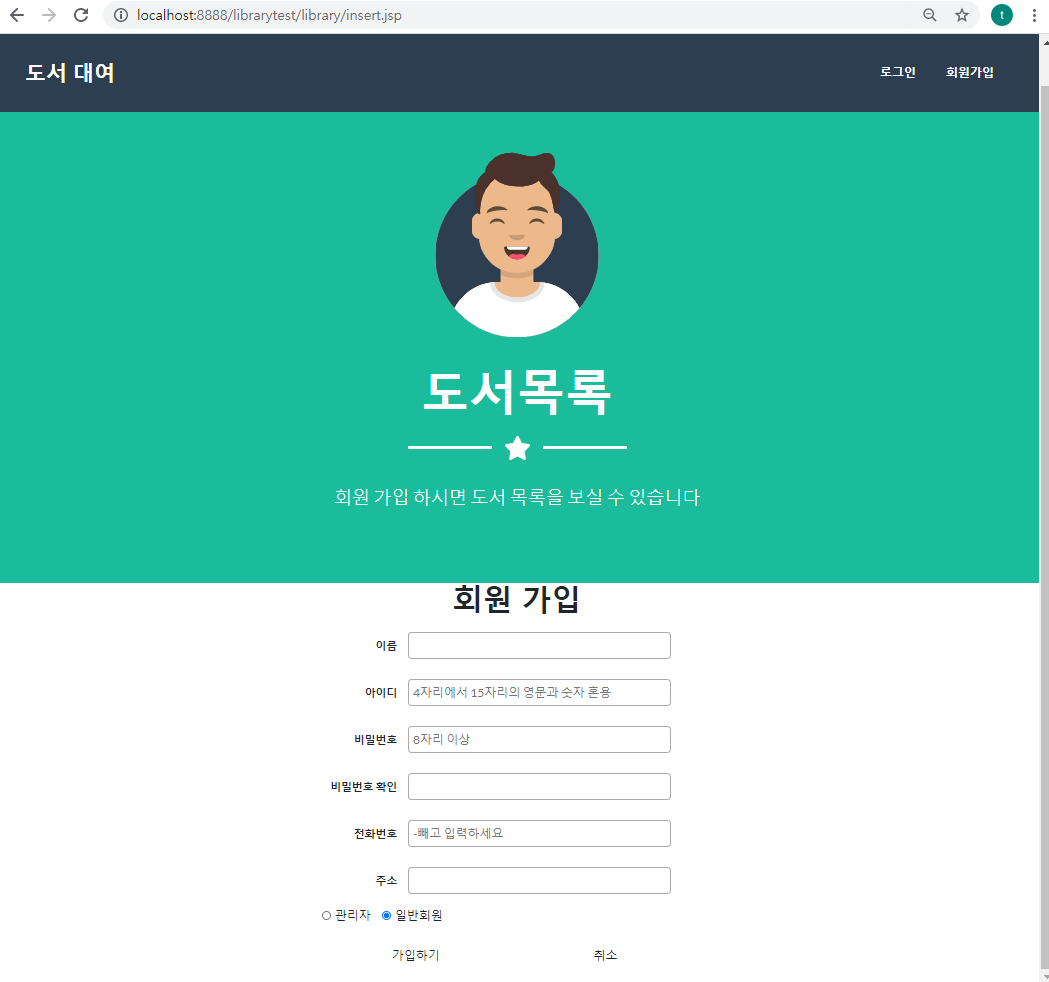 localhost:8888/librarytest/library/insert.jsp
t
도서 대여
로그인 회원가입
도서목록
회원 가입 하시면 도서 목록을 보실 수 있습니다
회원 가입
이름
아이디 4자리에서 15자리의 영문과 숫자 혼용
비밀번호 8자리 이상
비밀번호 확인
전화번호 -빼고 입력하세요
주소
관리자 일반회원
가입하기 취소